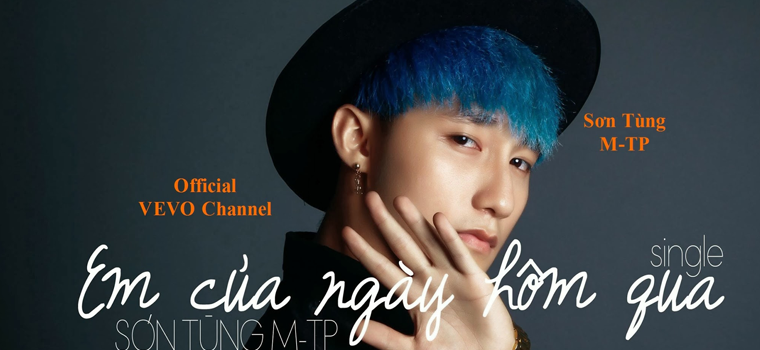 Sơn Tùng
M-TP
Official
VEVO Channel
single
Em của ngày hôm qua
SƠN TÙNG M-TP